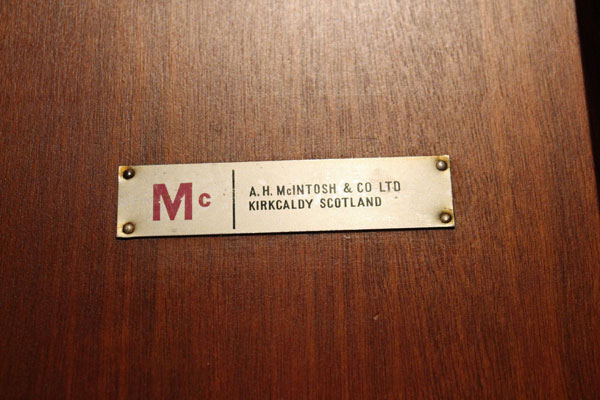 Mc
A.H. McINTOSH & CO LTD
KIRKCALDY SCOTLAND